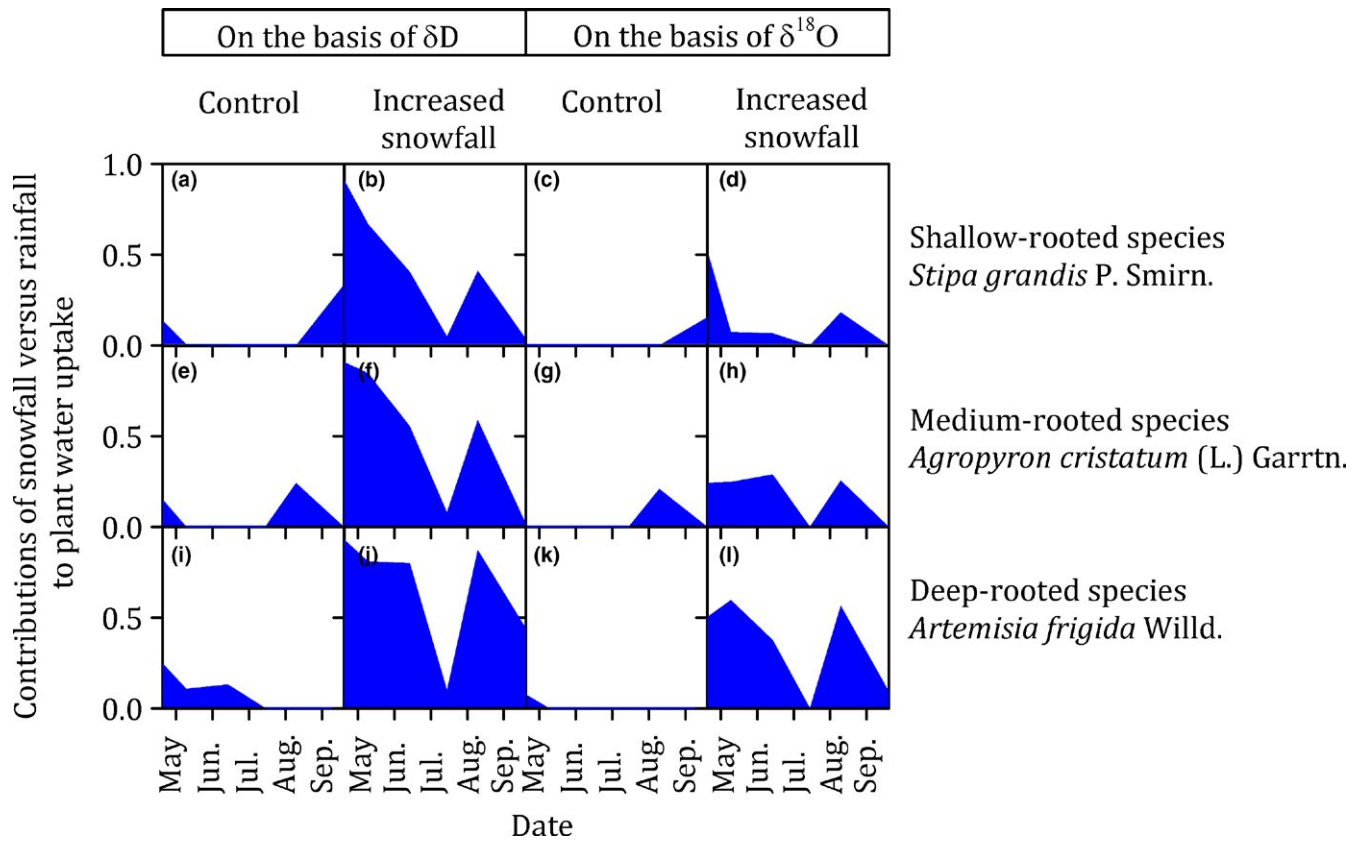 On the basis of δD
On the basis of δ¹⁸O
Control
Increased
snowfall
Control
Increased
snowfall
Contributions of snowfall versus rainfall
to plant water uptake
1.0
0.5
0.0
(a)
(b)
(c)
(d)
Shallow-rooted species
Stipa grandis P. Smirn.
0.5
0.0
(e)
(f)
(g)
(h)
Medium-rooted species
Agropyron cristatum (L.) Garrtn.
0.5
0.0
(i)
(j)
(k)
(l)
Deep-rooted species
Artemisia frigida Willd.
May
Jun.
Jul.
Aug.
Sep.
May
Jun.
Jul.
Aug.
Sep.
May
Jun.
Jul.
Aug.
Sep.
May
Jun.
Jul.
Aug.
Sep.
Date